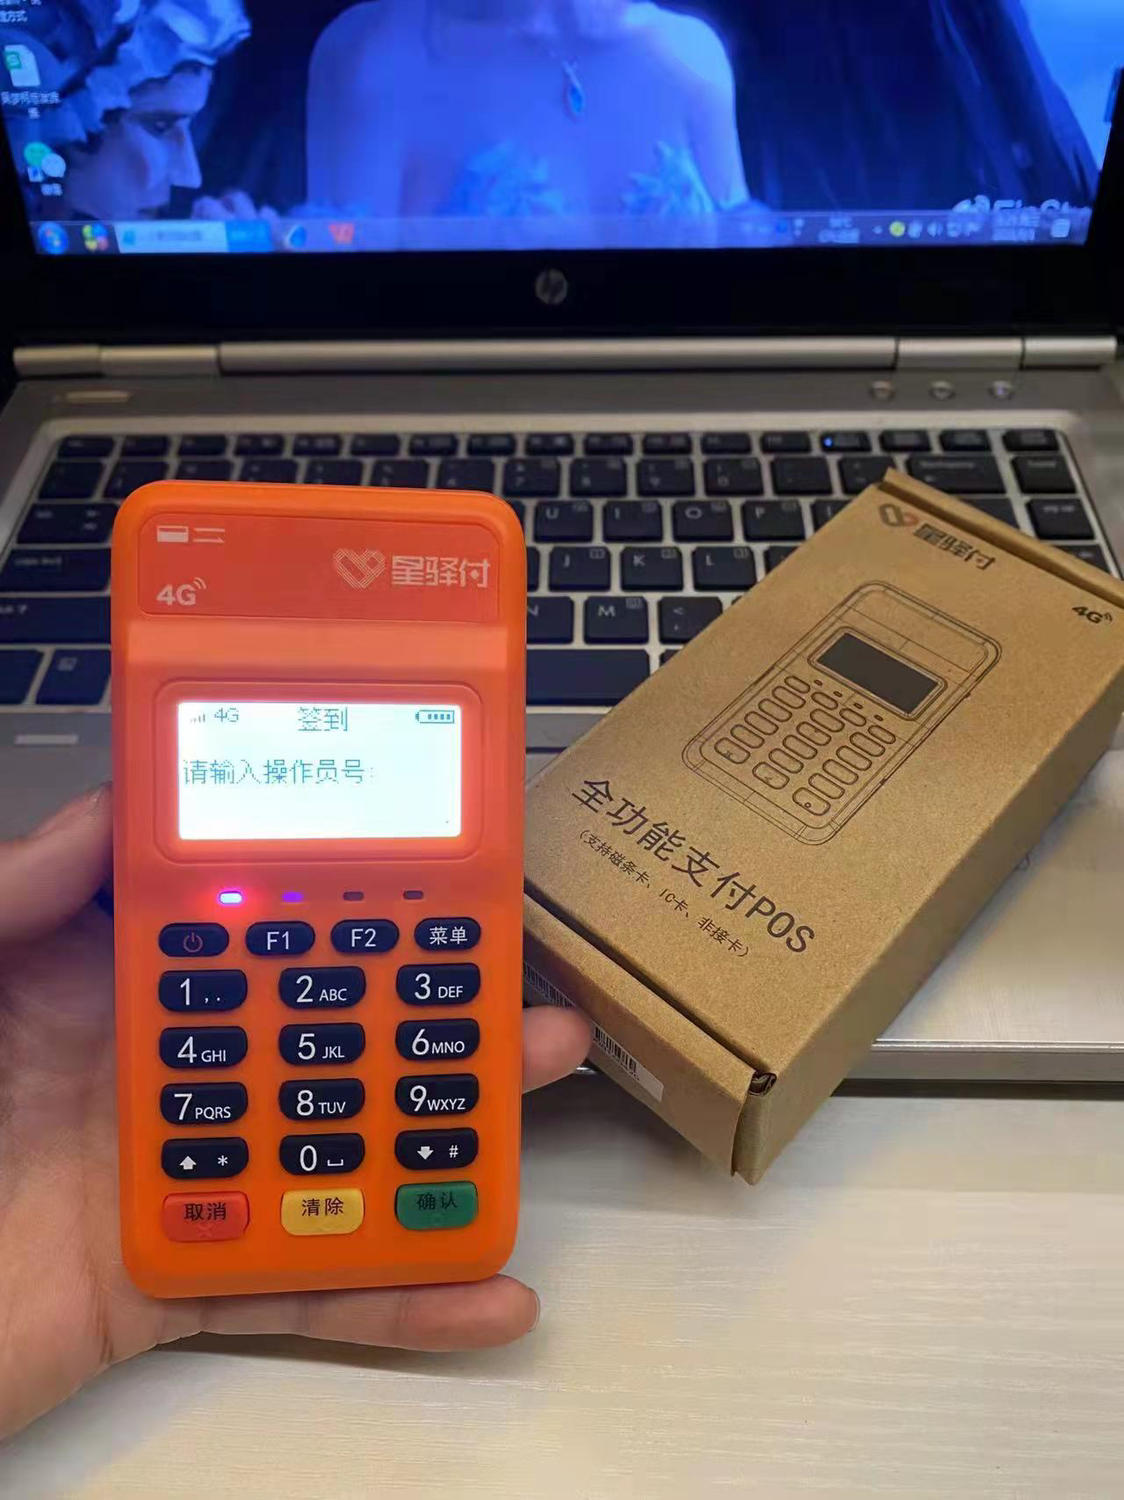 4G
星驿付
4G
签到
请输入操作员号:
F1
F2
菜单
1,.
2 ABC
3 DEF
4 GHI
5 JKL
6 MNO
7 PQRS
8 TUV
9 WXYZ
*
0
#
取消
清除
确认
星驿付
4G
全功能支付POS
(支持磁条卡、IC卡、非接卡)
hp
U
I
O
P
J
K
L
N
M